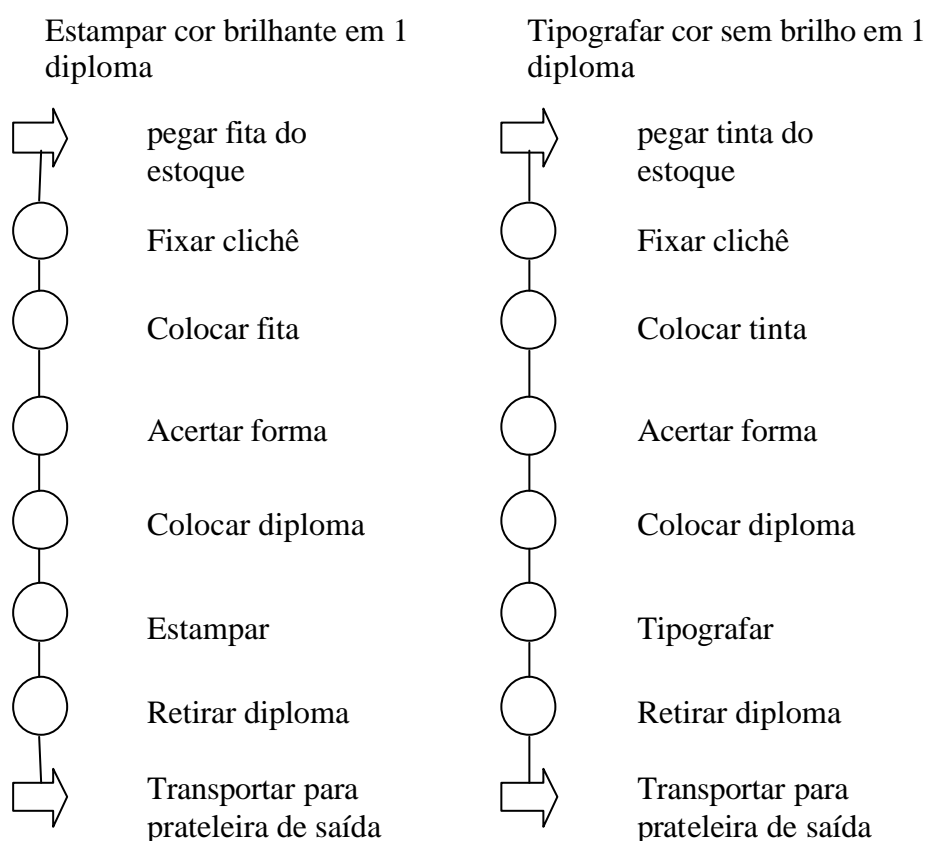 Estampar cor brilhante em 1
diploma
pegar fita do
estoque
Fixar clichê
Colocar fita
Acertar forma
Colocar diploma
Estampar
Retirar diploma
Transportar para
prateleira de saída
Tipografar cor sem brilho em 1
diploma
pegar tinta do
estoque
Fixar clichê
Colocar tinta
Acertar forma
Colocar diploma
Tipografar
Retirar diploma
Transportar para
prateleira de saída